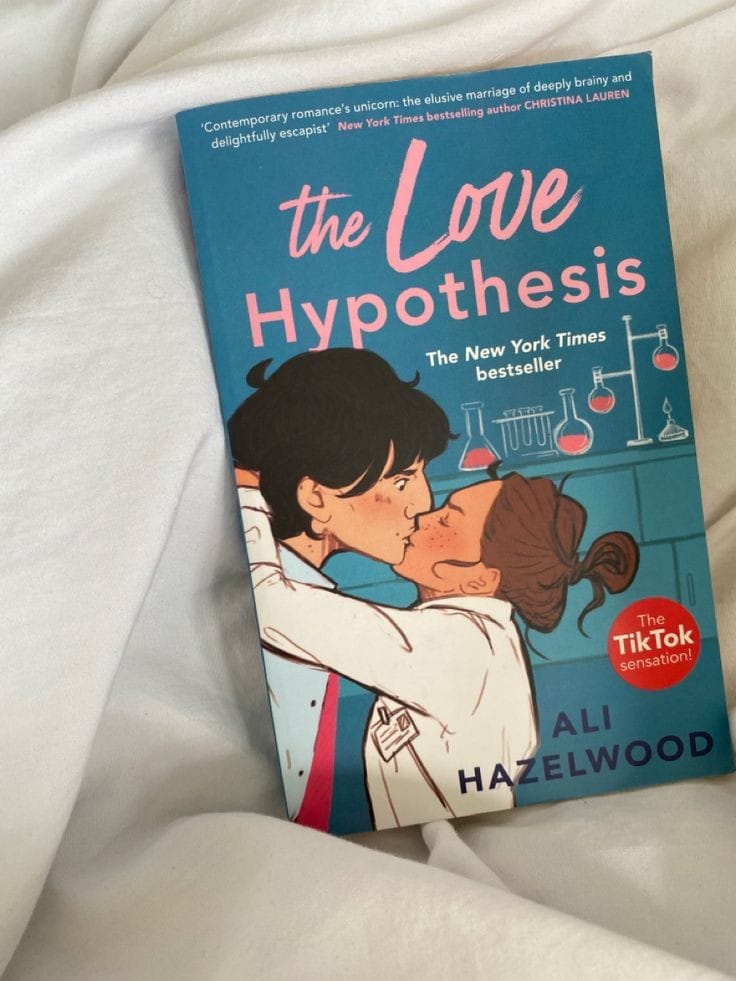 'Contemporary romance's unicorn: the elusive marriage of deeply brainy and
delightfully escapist' New York Times bestselling author CHRISTINA LAUREN
the Love
Hypothesis
The New York Times
bestseller
The
TikTok
sensation!
ALI
HAZELWOOD